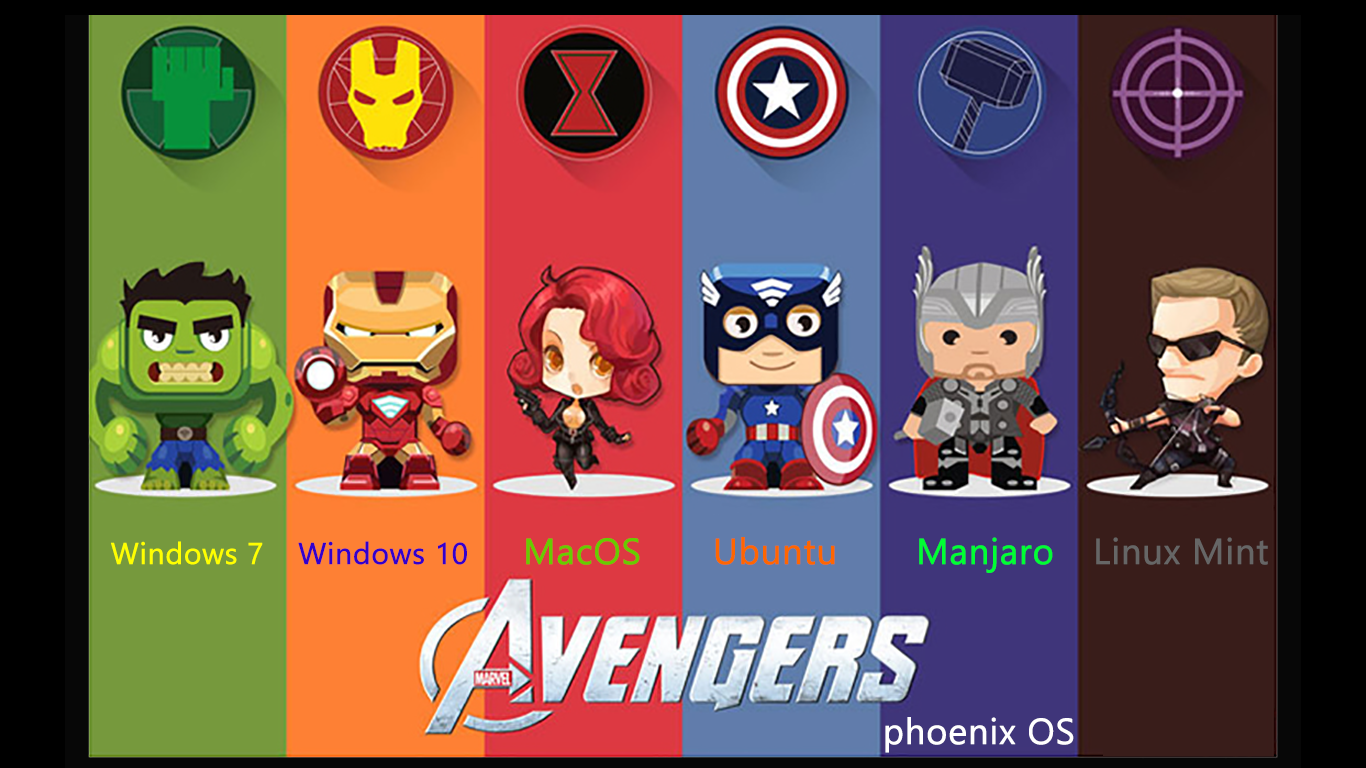 Windows 7
Windows 10
MacOS
Ubuntu
Manjaro
Linux Mint
AVENGERS
MARVEL
phoenix OS